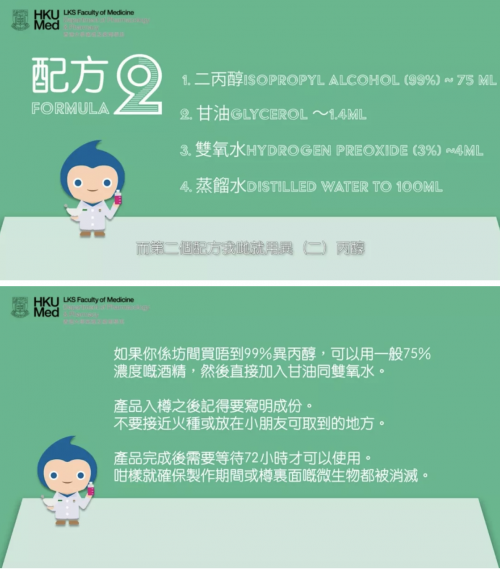 HKU
Med
LKS Faculty of Medicine
配方
FORMULA
2
1. 二丙醇ISOPROPYL ALCOHOL (99%) ~ 75 ML
2. 甘油GLYCEROL ～1.4ML
3. 雙氧水HYDROGEN PREOXIDE (3%) ~4ML
4. 蒸餾水DISTILLED WATER TO 100ML
而第二個配方我哋就用異（二）丙醇
HKU
Med
LKS Faculty of Medicine
如果你係坊間買唔到99%異丙醇，可以用一般75%
濃度嘅酒精，然後直接加入甘油同雙氧水。
產品入樽之後記得要寫明成份。
不要接近火種或放在小朋友可取到的地方。
產品完成後需要等待72小時才可以使用。
咁樣就確保製作期間或樽裏面嘅微生物都被消滅。